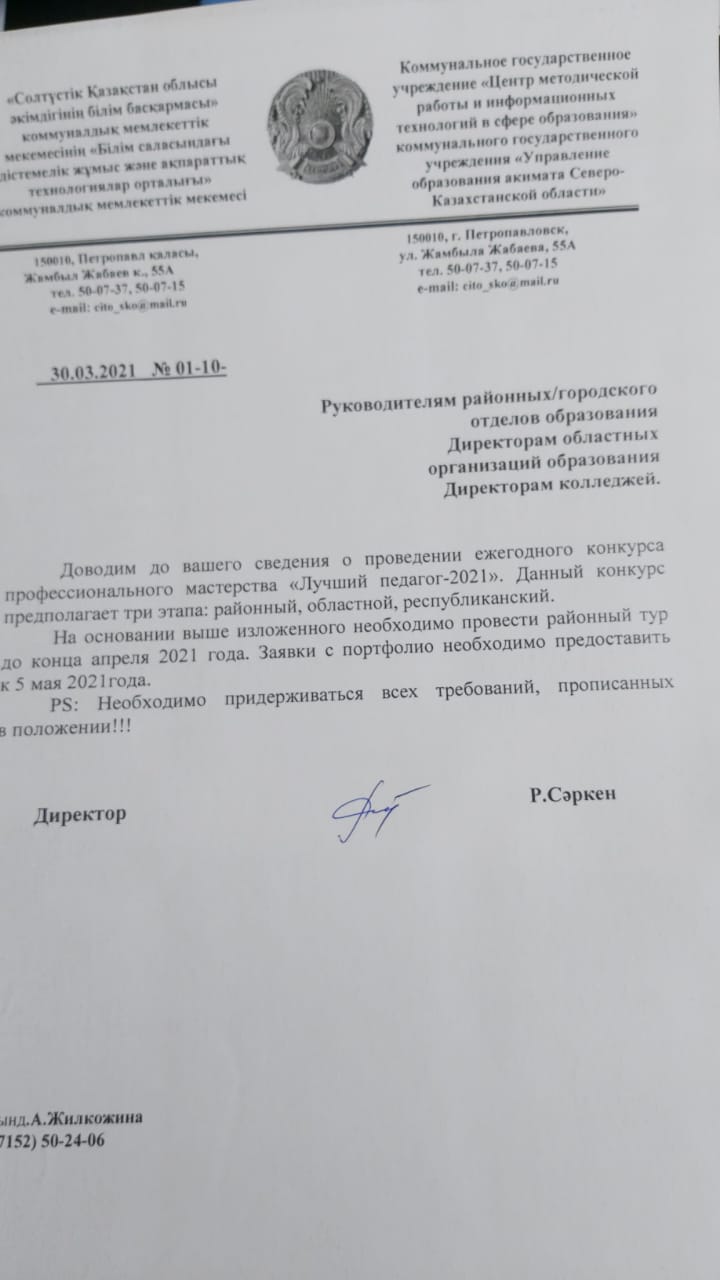 «Солтүстік Қазақстан облысы
әкімдігінің білім басқармасы»
коммуналдық мемлекеттік
мекемесінің «Білім саласындағы
дістемелік жұмыс және ақпараттық
технологиялар орталығы»
коммуналдық мемлекеттік мекемесі
Коммунальное государственное
учреждение «Центр методической
работы и информационных
технологий в сфере образования»
коммунального государственного
учреждения «Управление
образования акимата Северо-
Казахстанской области»
150010, Петропавл қаласы,
Жамбыл Жабаев к., 55А
тел. 50-07-37, 50-07-15
e-mail: cito_sko@mail.ru
150010, г. Петропавловск,
ул. Жамбыла Жабаева, 55А
тел. 50-07-37, 50-07-15
e-mail: cito_sko@mail.ru
30.03.2021 № 01-10-
Руководителям районных/городского
отделов образования
Директорам областных
организаций образования
Директорам колледжей.
Доводим до вашего сведения о проведении ежегодного конкурса
профессионального мастерства «Лучший педагог-2021». Данный конкурс
предполагает три этапа: районный, областной, республиканский.
На основании выше изложенного необходимо провести районный тур
до конца апреля 2021 года. Заявки с портфолио необходимо предоставить
к 5 мая 2021года.
PS: Необходимо придерживаться всех требований, прописанных
в положении!!!
Директор
Р.Сәркен
ынд.А.Жилкожина
7152) 50-24-06